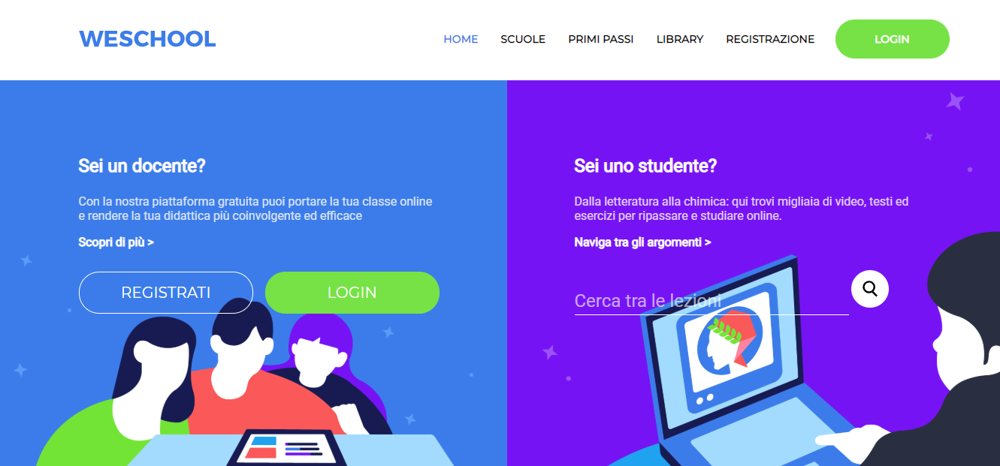 WESCHOOL
HOME SCUOLE PRIMI PASSI LIBRARY REGISTRAZIONE LOGIN
Sei un docente?
Con la nostra piattaforma gratuita puoi portare la tua classe online
e rendere la tua didattica più coinvolgente ed efficace
Scopri di più >
REGISTRATI LOGIN
Sei uno studente?
Dalla letteratura alla chimica: qui trovi migliaia di video, testi ed
esercizi per ripassare e studiare online.
Naviga tra gli argomenti >
Cerca tra le lezioni